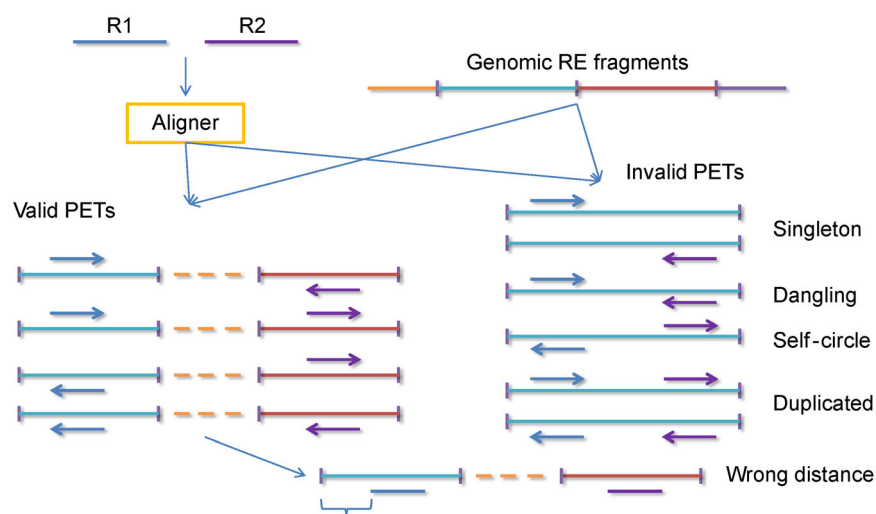 R1
R2
Genomic RE fragments
Aligner
Invalid PETs
Valid PETs
Singleton
Dangling
Self-circle
Duplicated
Wrong distance